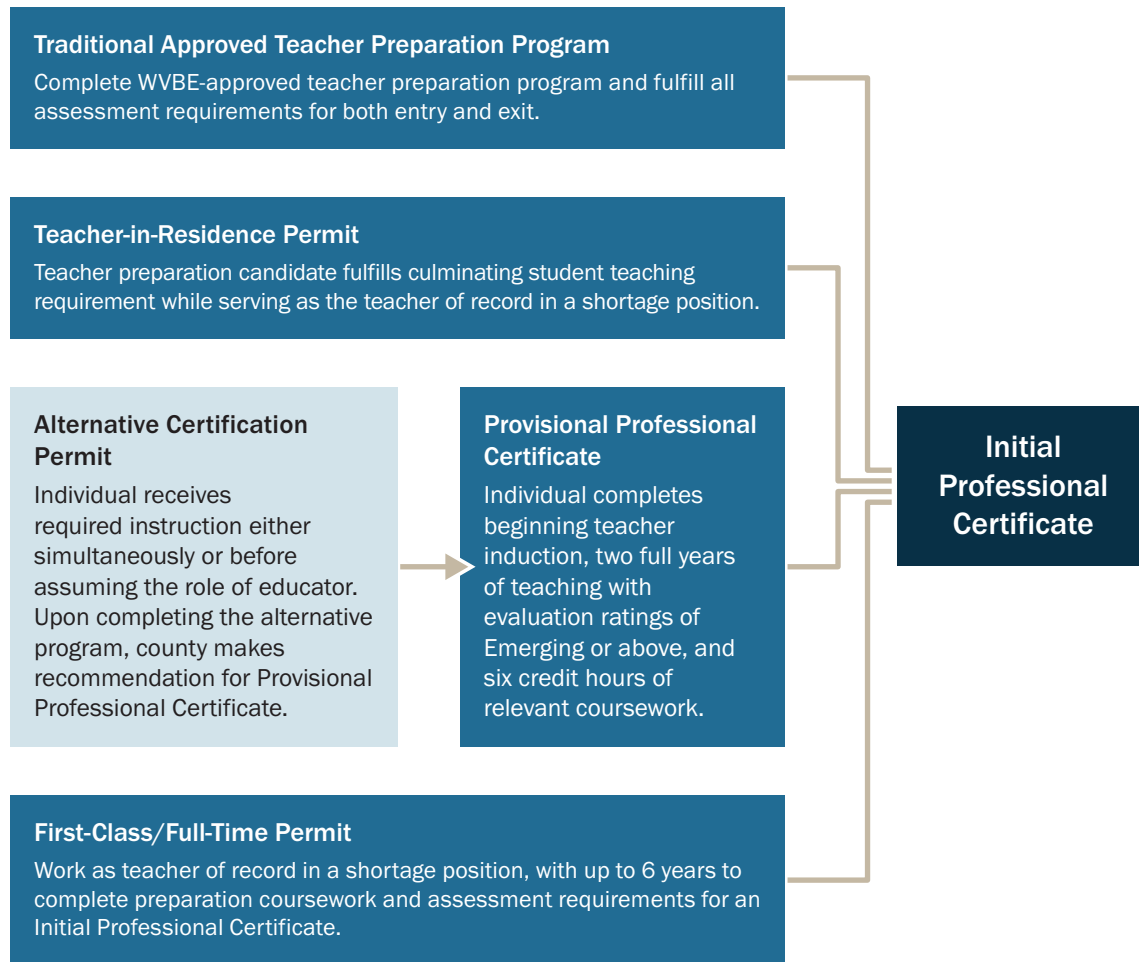 Traditional Approved Teacher Preparation Program
Complete WVBE-approved teacher preparation program and fulfill all
assessment requirements for both entry and exit.
Teacher-in-Residence Permit
Teacher preparation candidate fulfills culminating student teaching
requirement while serving as the teacher of record in a shortage position.
Alternative Certification
Permit
Individual receives
required instruction either
simultaneously or before
assuming the role of educator.
Upon completing the alternative
program, county makes
recommendation for Provisional
Professional Certificate.
Provisional Professional
Certificate
Individual completes
beginning teacher
induction, two full years
of teaching with
evaluation ratings of
Emerging or above, and
six credit hours of
relevant coursework.
Initial
Professional
Certificate
First-Class/Full-Time Permit
Work as teacher of record in a shortage position, with up to 6 years to
complete preparation coursework and assessment requirements for an
Initial Professional Certificate.